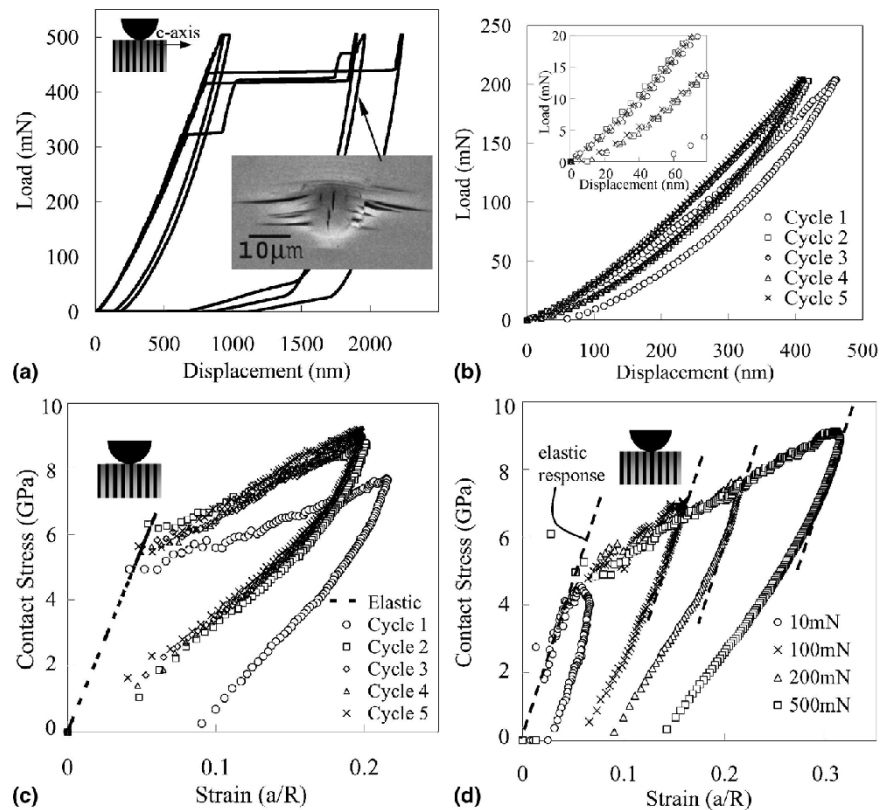 500
400
300
200
100
0
Load (mN)
c-axis
10μm
0 500 1000 1500 2000
Displacement (nm)
(a)
250
200
150
100
50
0
Load (mN)
20
15
10
5
0
Load (mN)
0 20 40 60
Displacement (nm)
Cycle 1
Cycle 2
Cycle 3
Cycle 4
Cycle 5
100 200 300 400 500
Displacement (nm)
(b)
10
8
6
4
2
0
Contact Stress (GPa)
Elastic
Cycle 1
Cycle 2
Cycle 3
Cycle 4
Cycle 5
0 0.1 0.2
Strain (a/R)
(c)
10
8
6
4
2
0
Contact Stress (GPa)
elastic
response
10mN
100mN
200mN
500mN
0 0.1 0.2 0.3
Strain (a/R)
(d)